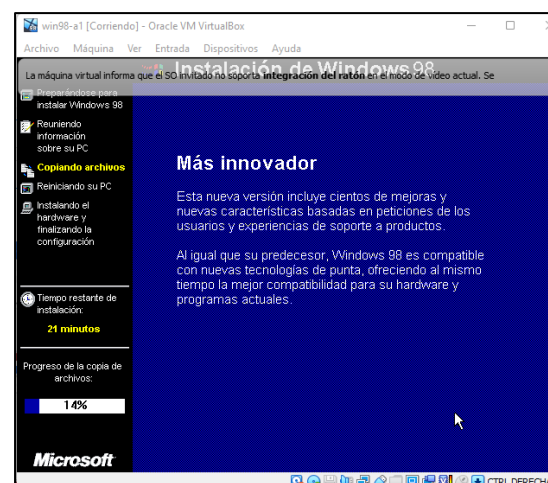 win98-a1 [Corriendo] - Oracle VM VirtualBox
Archivo Máquina Ver Entrada Dispositivos Ayuda
Instalación de Windows 98
La máquina virtual informa que el SO invitado no soporta integración del ratón en el modo de video actual. Se
Preparándose para
instalar Windows 98
Reuniendo
información
sobre su PC
Copiando archivos
Reiniciando su PC
Instalando el
hardware y
finalizando la
configuración
Tiempo restante de
instalación:
21 minutos
Progreso de la copia de
archivos:
14%
Microsoft
Más innovador
Esta nueva versión incluye cientos de mejoras y
nuevas características basadas en peticiones de los
usuarios y experiencias de soporte a productos.
Al igual que su predecesor, Windows 98 es compatible
con nuevas tecnologías de punta, ofreciendo al mismo
tiempo la mejor compatibilidad para su hardware y
programas actuales.
CTRL DERECHA